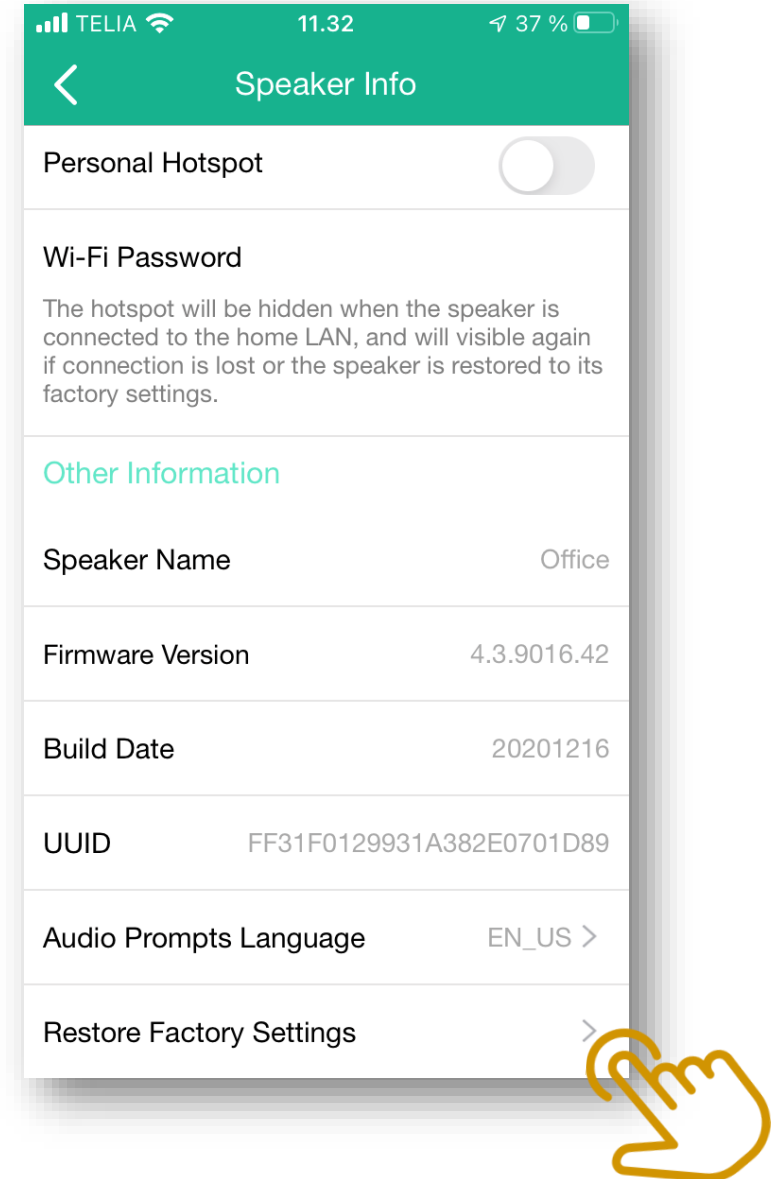 TELIA 11.32 37 %
Speaker Info
Personal Hotspot
Wi-Fi Password
The hotspot will be hidden when the speaker is
connected to the home LAN, and will visible again
if connection is lost or the speaker is restored to its
factory settings.
Other Information
Speaker Name Office
Firmware Version 4.3.9016.42
Build Date 20201216
UUID FF31F0129931A382E0701D89
Audio Prompts Language EN_US
Restore Factory Settings